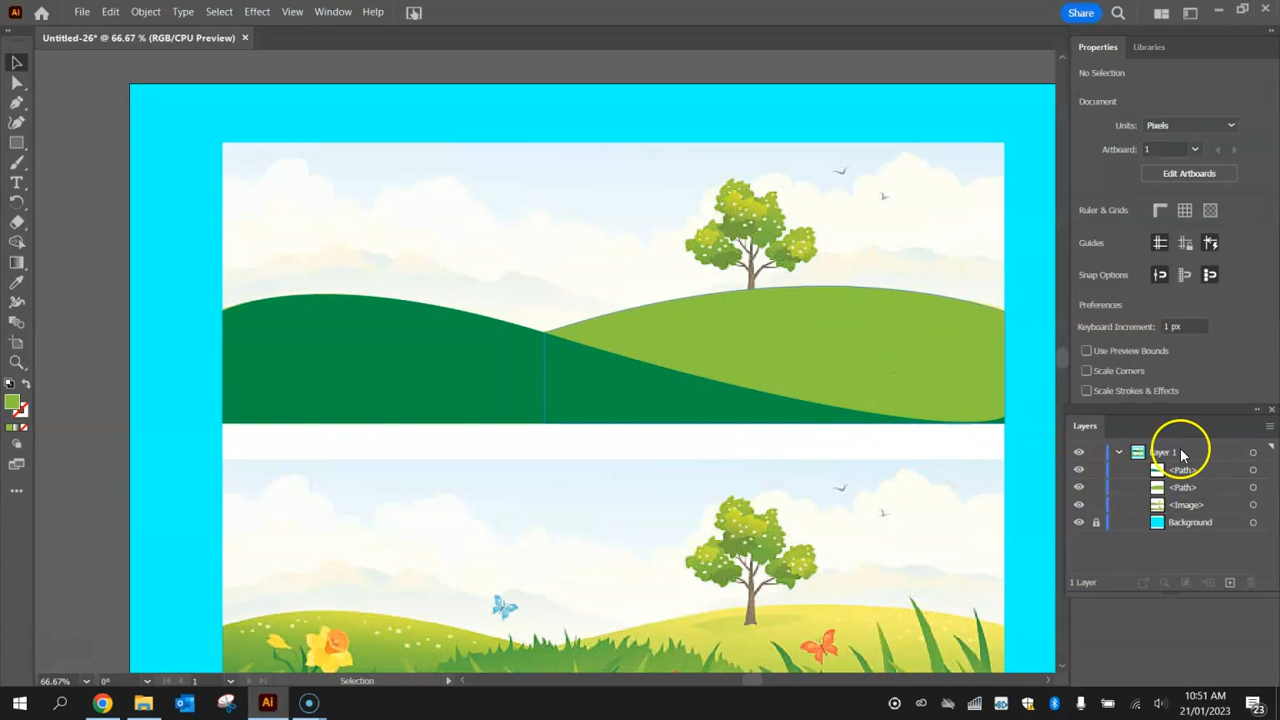 Ai File Edit Object Type Select Effect View Window Help Share
Untitled-26* @ 66.67 % (RGB/CPU Preview) ×
Properties Libraries
No Selection
Document
Units: Pixels
Artboard: 1
Edit Artboards
Ruler & Grids
Guides
Snap Options
Preferences
Keyboard Increment: 1 px
Use Preview Bounds
Scale Corners
Scale Strokes & Effects
Layers
Layer 1
<Path>
<Path>
<Image>
Background
1 Layer
66.67% 0° 1 Selection
Ai 10:51 AM
21/01/2023 23